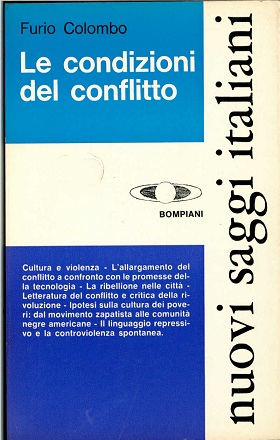 Furio Colombo
Le condizioni
del conflitto
BOMPIANI
Cultura e violenza - L'allargamento del
conflitto a confronto con le promesse del-
la tecnologia - La ribellione nelle città -
Letteratura del conflitto e critica della ri-
voluzione - Ipotesi sulla cultura dei pove-
ri: dal movimento zapatista alle comunità
negre americane - Il linguaggio repressi-
vo e la controviolenza spontanea.
nuovi saggi italiani